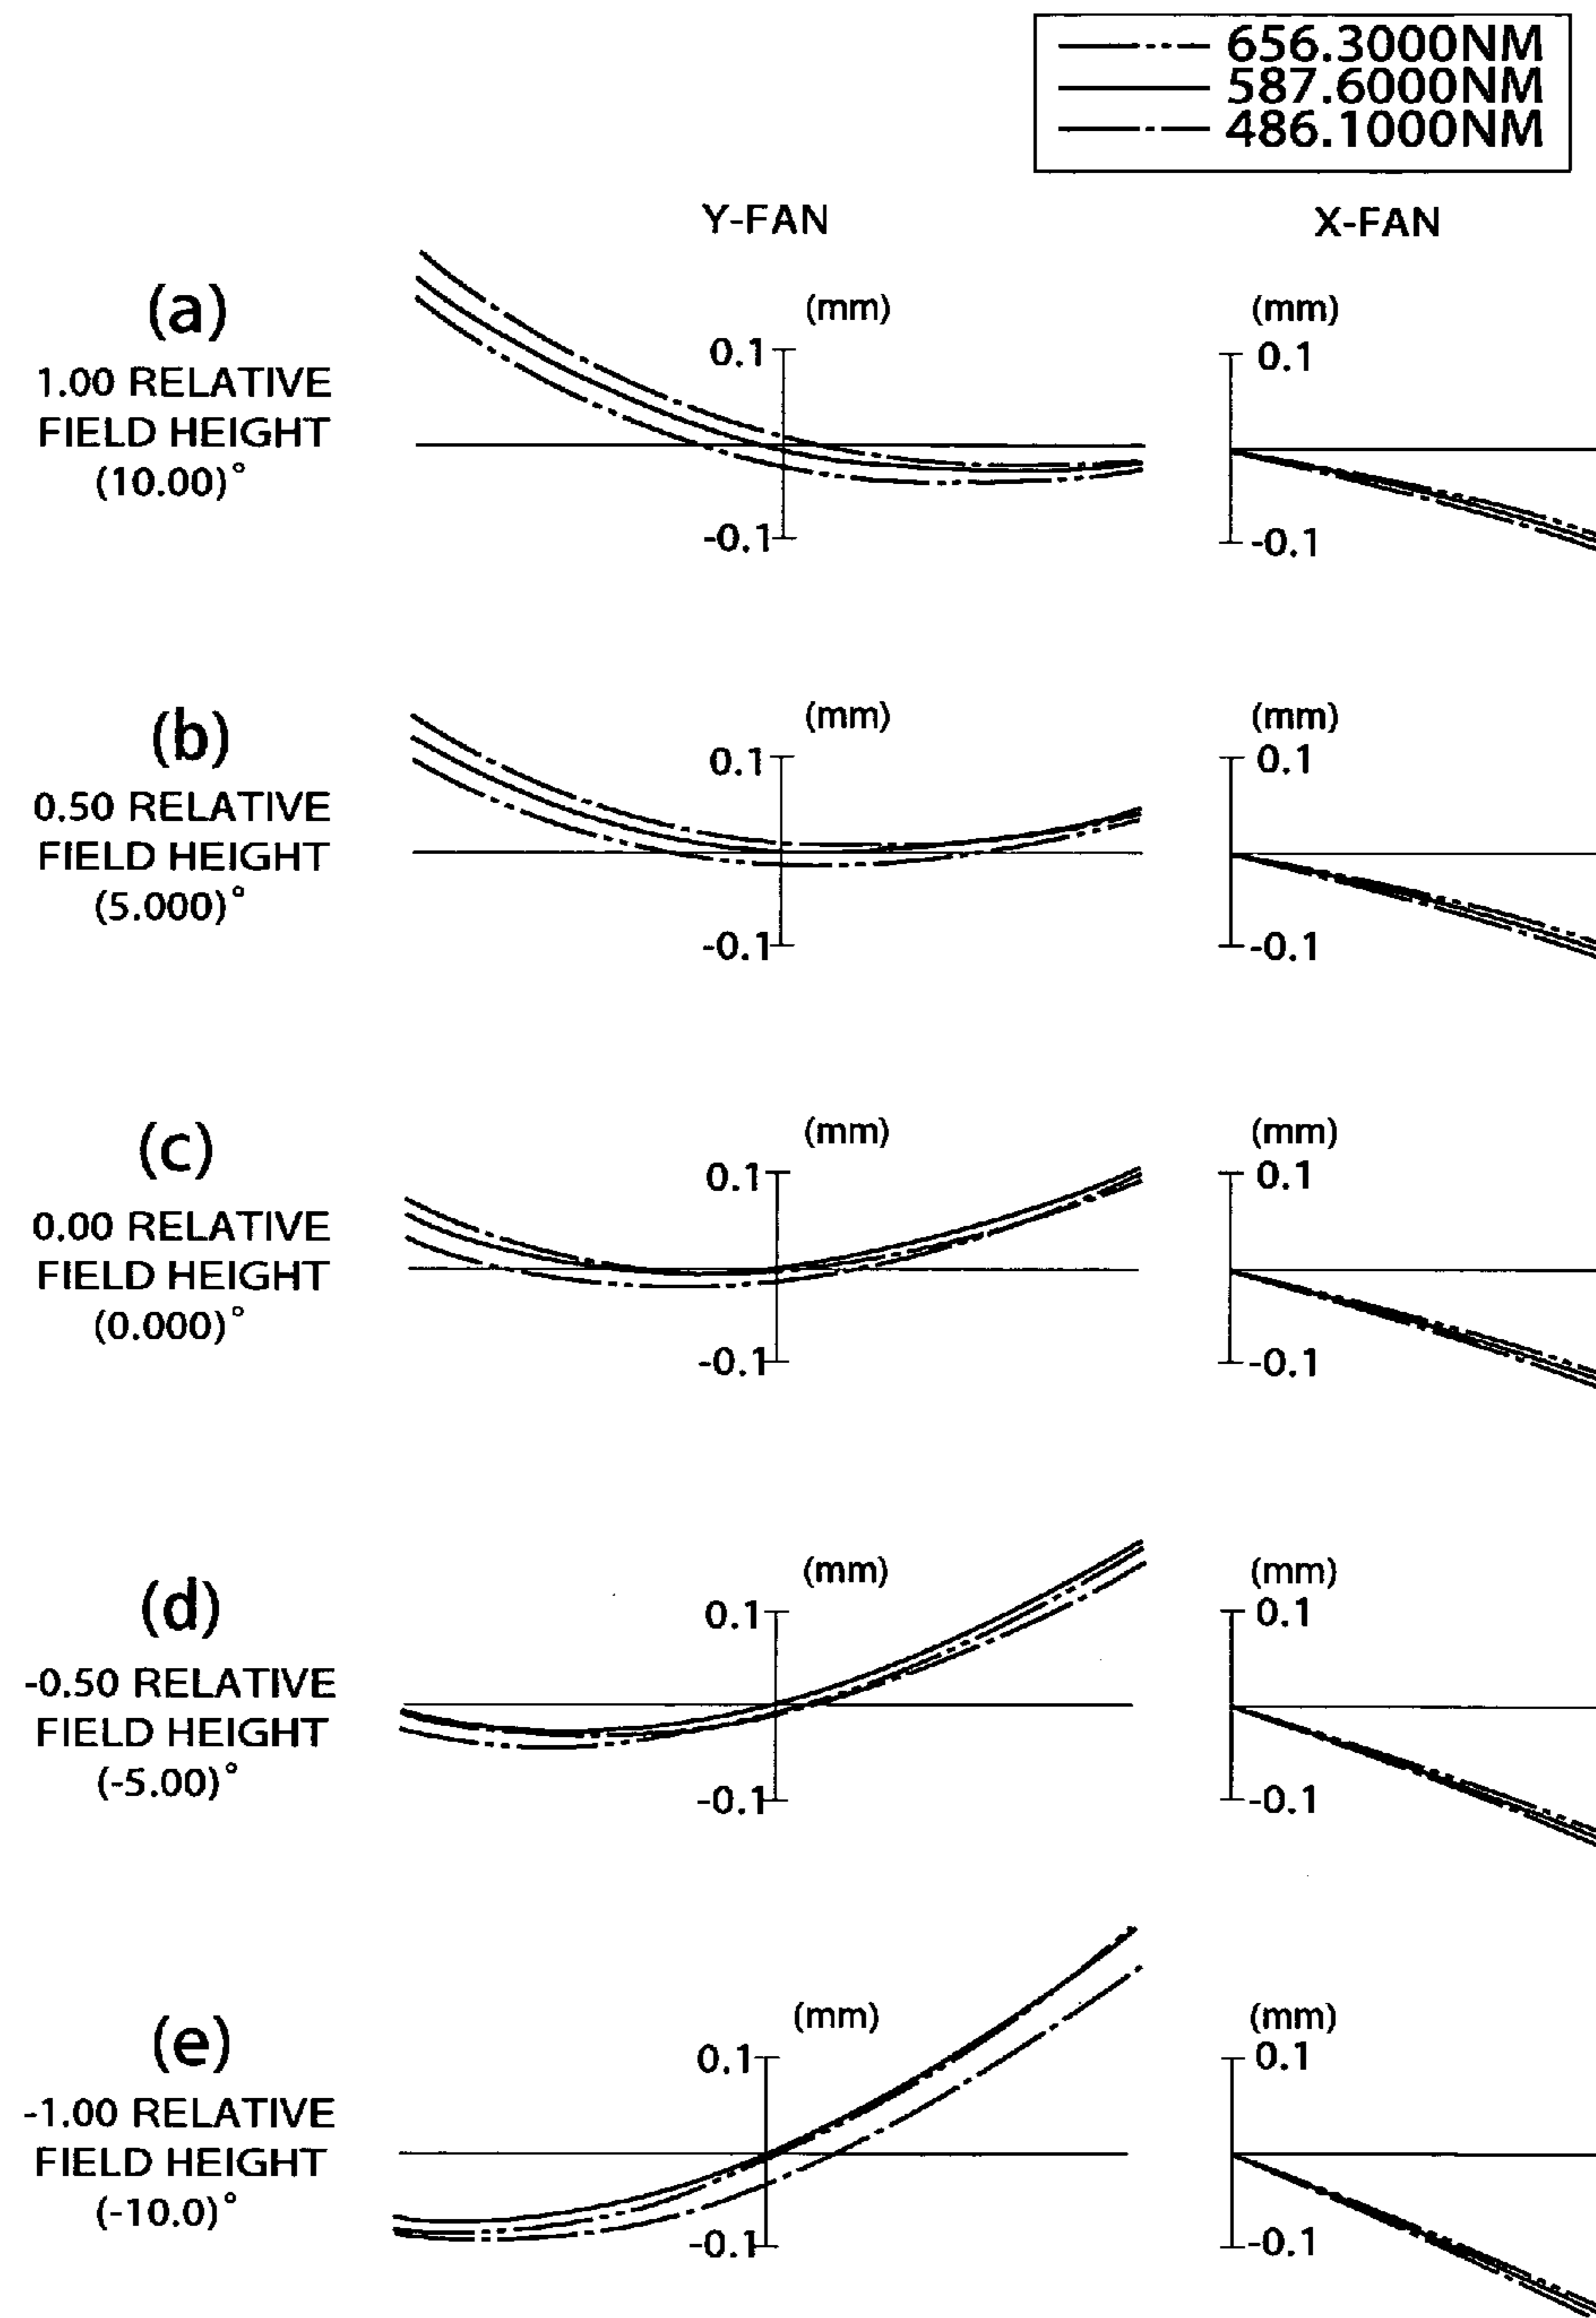 656.3000NM
587.6000NM
486.1000NM
Y-FAN
X-FAN
(a)
1.00 RELATIVE
FIELD HEIGHT
(10.00)°
(mm)
0.1
-0.1
(mm)
0.1
-0.1
(b)
0.50 RELATIVE
FIELD HEIGHT
(5.000)°
(mm)
0.1
-0.1
(mm)
0.1
-0.1
(c)
0.00 RELATIVE
FIELD HEIGHT
(0.000)°
(mm)
0.1
-0.1
(mm)
0.1
-0.1
(d)
-0.50 RELATIVE
FIELD HEIGHT
(-5.00)°
(mm)
0.1
-0.1
(mm)
0.1
-0.1
(e)
-1.00 RELATIVE
FIELD HEIGHT
(-10.0)°
(mm)
0.1
-0.1
(mm)
0.1
-0.1